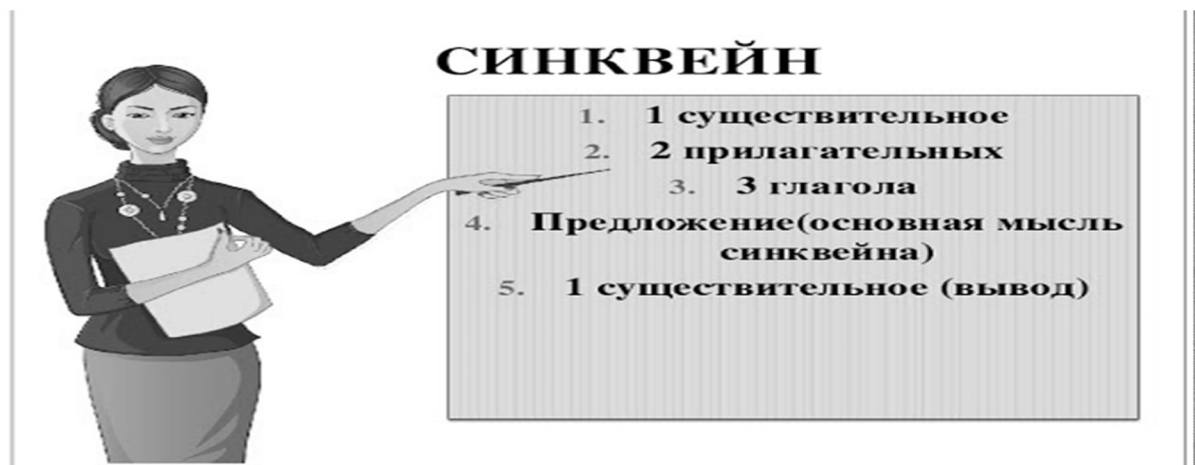 СИНКВЕЙН
1. 1 существительное
2. 2 прилагательных
3. 3 глагола
4. Предложение(основная мысль
синквейна)
5. 1 существительное (вывод)